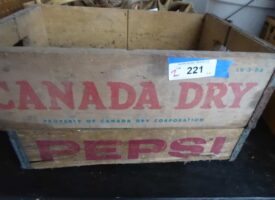 221
CANADA DRY
PROPERTY OF CANADA DRY CORPORATION
PEPSI